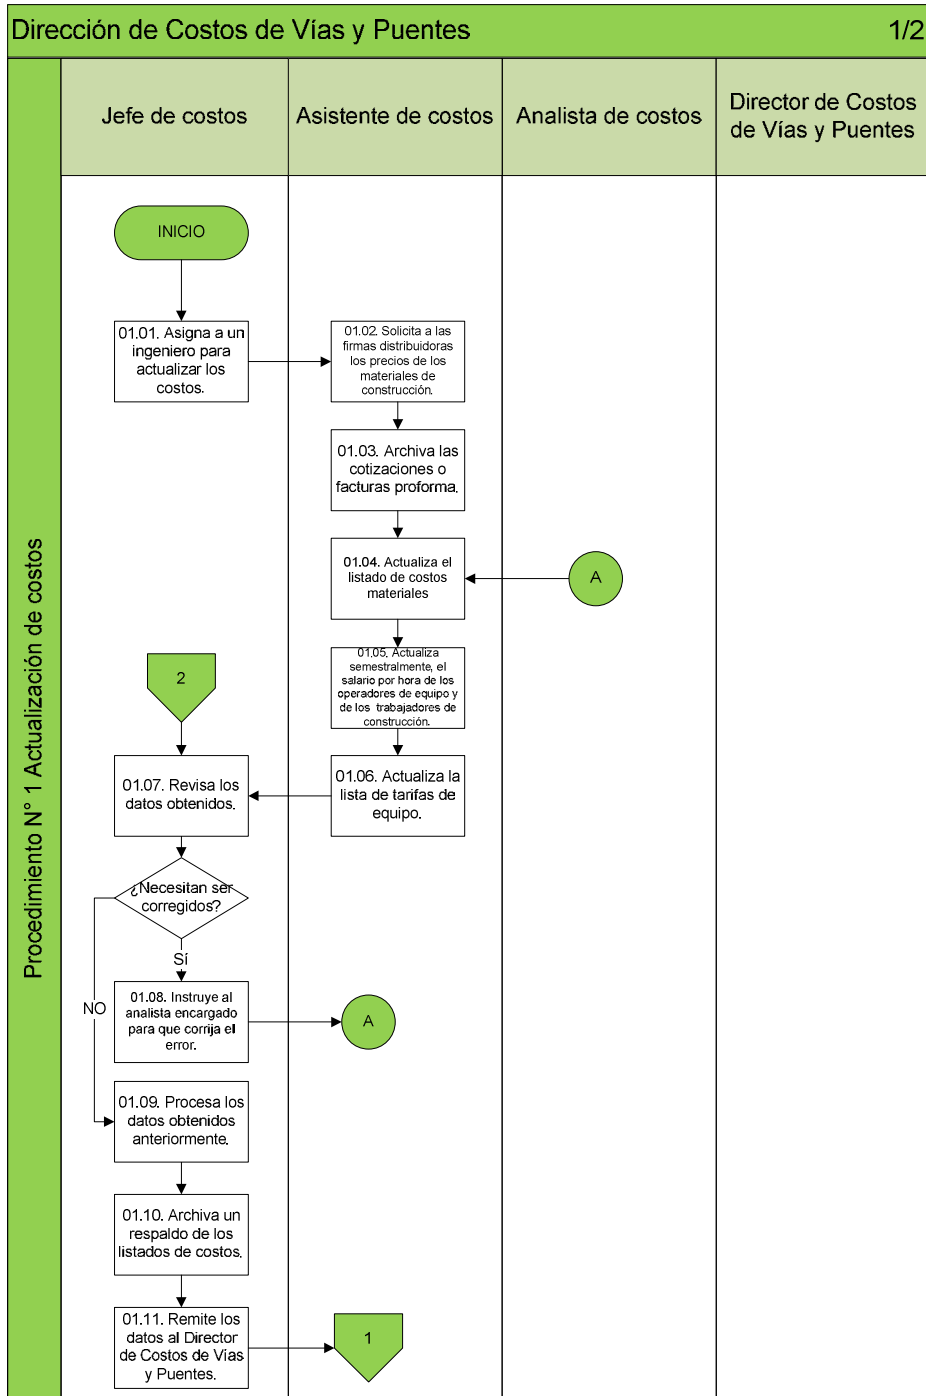 Dirección de Costos de Vías y Puentes 1/2
Procedimiento N° 1 Actualización de costos
Jefe de costos
Asistente de costos
Analista de costos
Director de Costos
de Vías y Puentes
INICIO
01.01. Asigna a un
ingeniero para
actualizar los
costos.
01.02. Solicita a las
firmas distribuidoras
los precios de los
materiales de
construcción.
01.03. Archiva las
cotizaciones o
facturas proforma.
01.04. Actualiza el
listado de costos
materiales
A
01.05. Actualiza
semestralmente, el
salario por hora de los
operadores de equipo y
de los trabajadores de
construcción.
2
01.06. Actualiza la
lista de tarifas de
equipo.
01.07. Revisa los
datos obtenidos.
¿Necesitan ser
corregidos?
Sí
NO
01.08. Instruye al
analista encargado
para que corrija el
error.
A
01.09. Procesa los
datos obtenidos
anteriormente.
01.10. Archiva un
respaldo de los
listados de costos.
01.11. Remite los
datos al Director
de Costos de Vías
y Puentes.
1